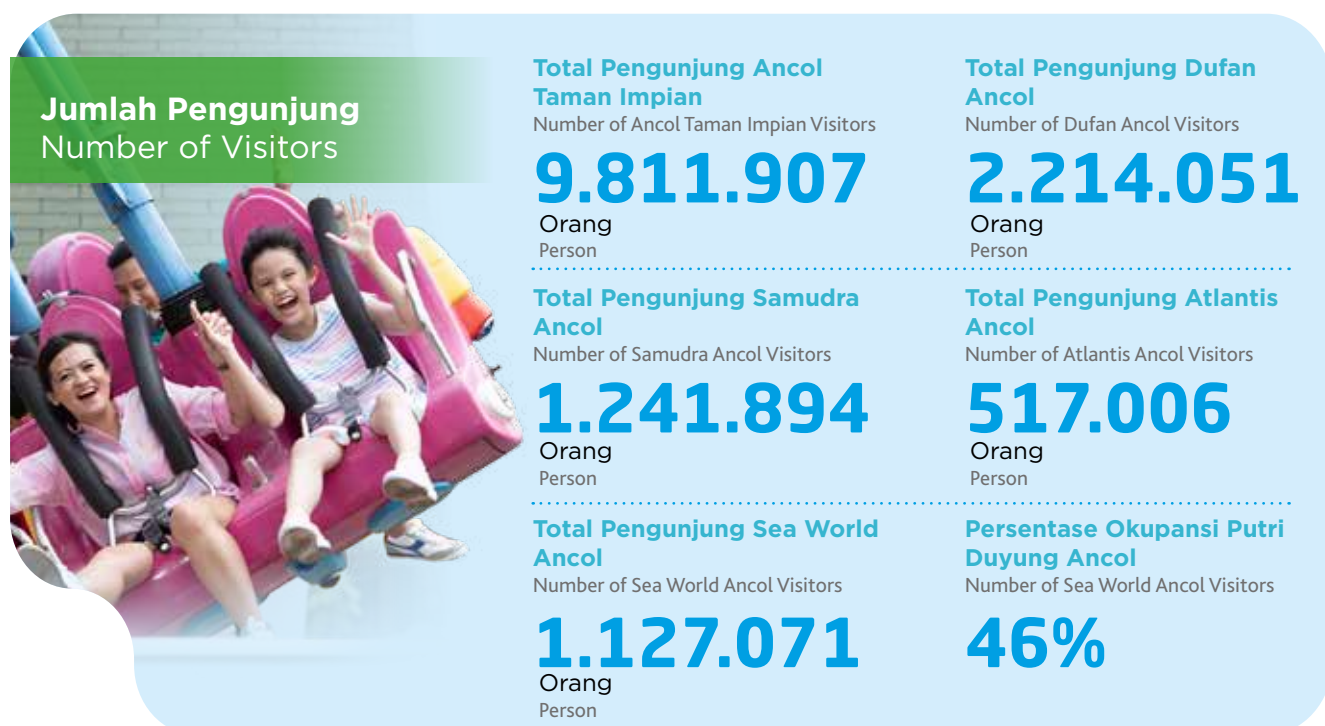 Jumlah Pengunjung
Number of Visitors
Total Pengunjung Ancol
Taman Impian
Number of Ancol Taman Impian Visitors
9.811.907
Orang
Person
Total Pengunjung Dufan
Ancol
Number of Dufan Ancol Visitors
2.214.051
Orang
Person
Total Pengunjung Samudra
Ancol
Number of Samudra Ancol Visitors
1.241.894
Orang
Person
Total Pengunjung Atlantis
Ancol
Number of Atlantis Ancol Visitors
517.006
Orang
Person
Total Pengunjung Sea World
Ancol
Number of Sea World Ancol Visitors
1.127.071
Orang
Person
Persentase Okupansi Putri
Duyung Ancol
Number of Sea World Ancol Visitors
46%